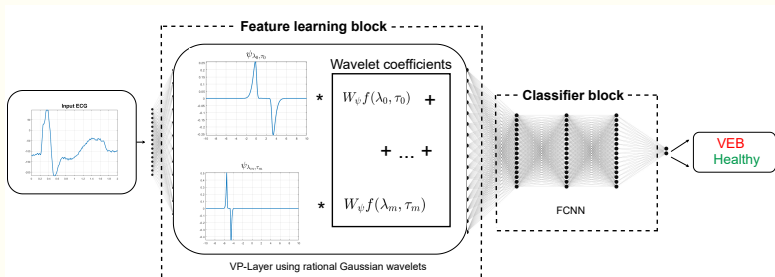 Feature learning block
ψλ0,τ0
Wavelet coefficients
Input ECG
*
Wψf(λ0, τ0) +
+ ... +
ψλm,τm
*
Wψf(λm, τm)
VP-Layer using rational Gaussian wavelets
Classifier block
FCNN
VEB
Healthy